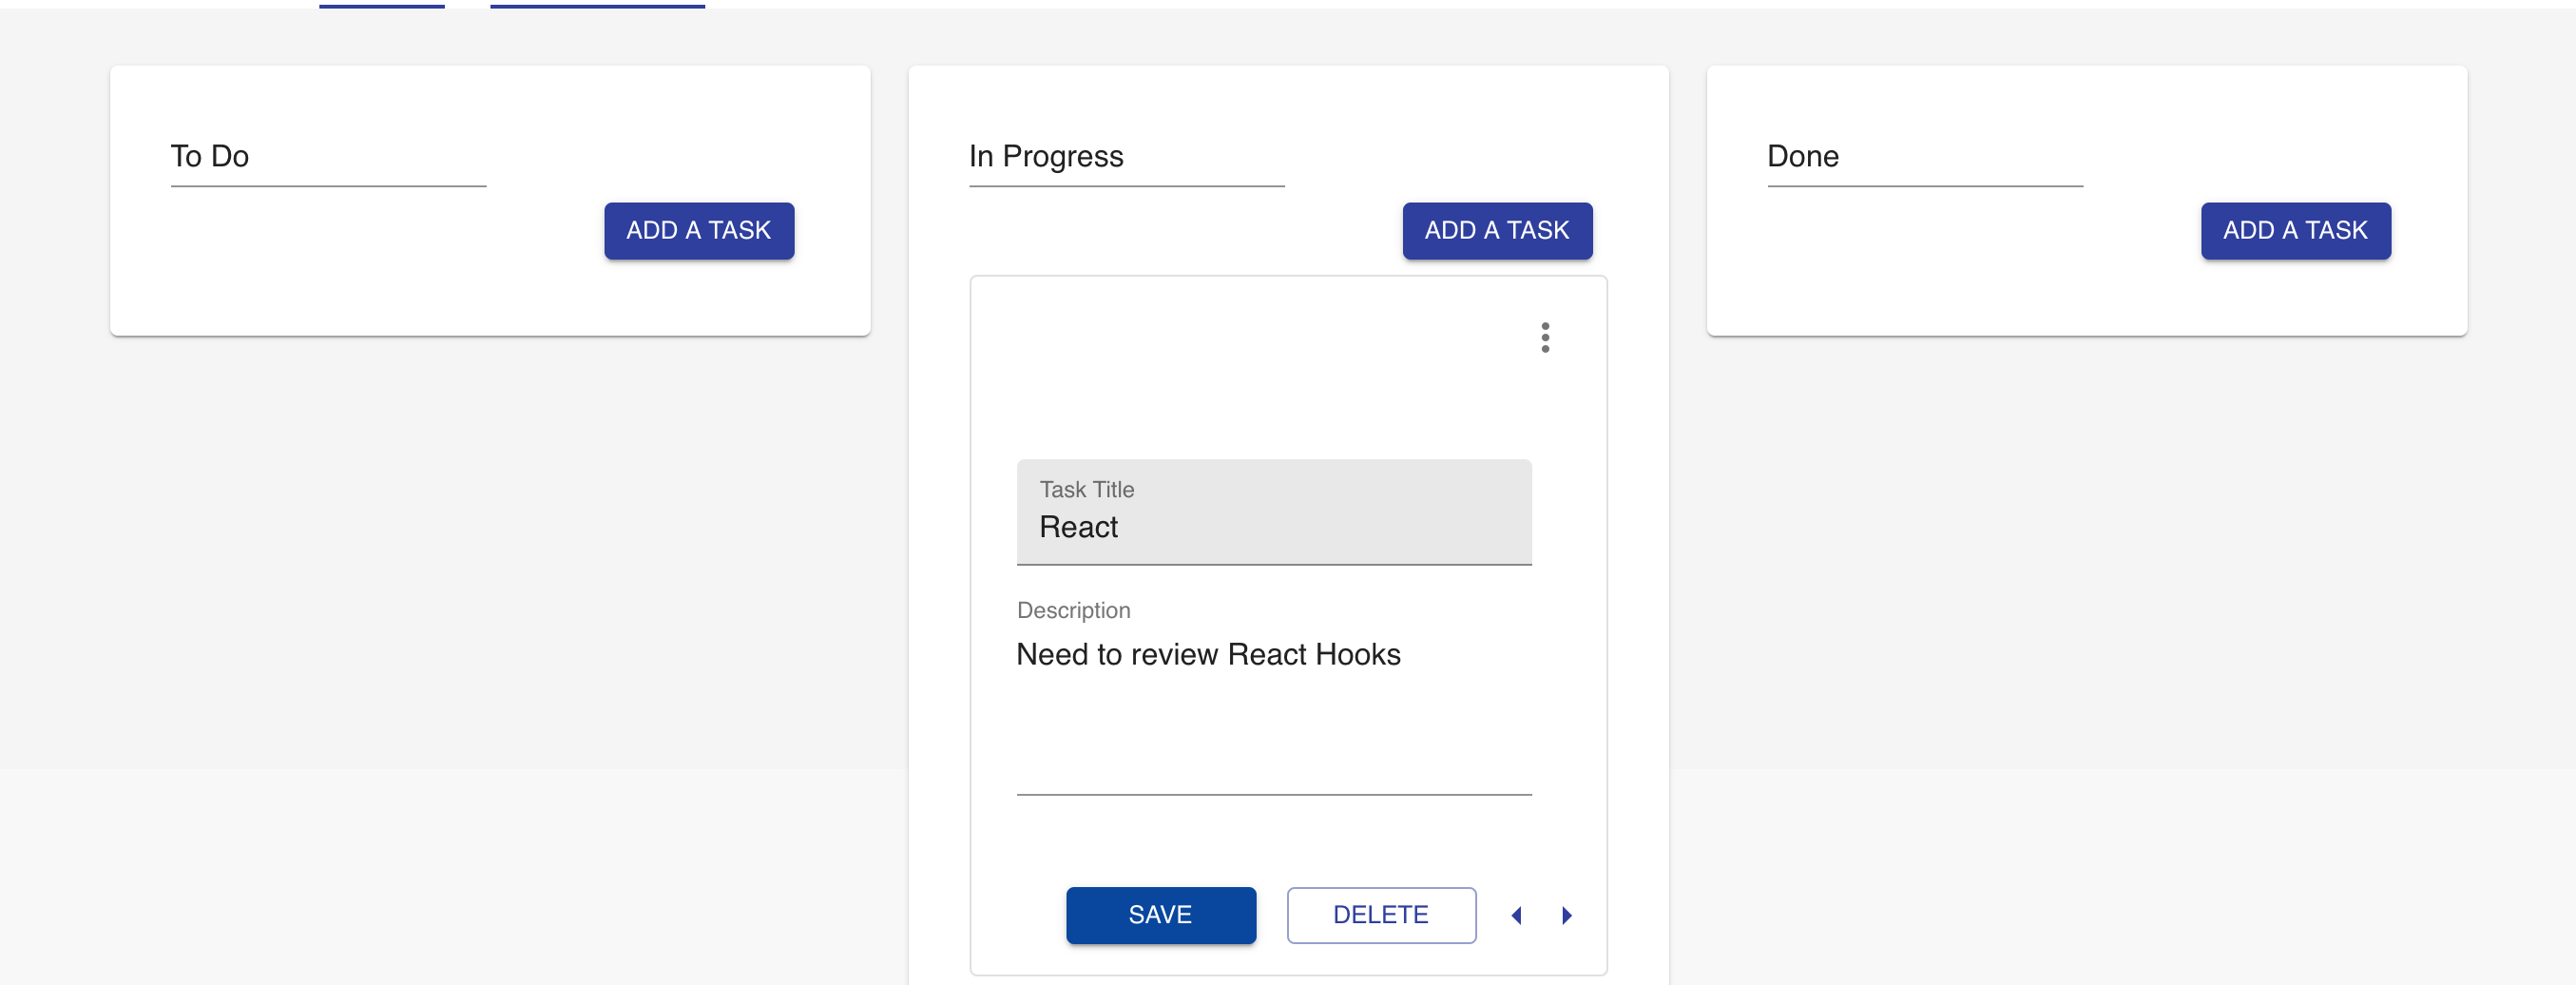 To Do
ADD A TASK
In Progress
ADD A TASK
Task Title
React
Description
Need to review React Hooks
SAVE
DELETE
Done
ADD A TASK